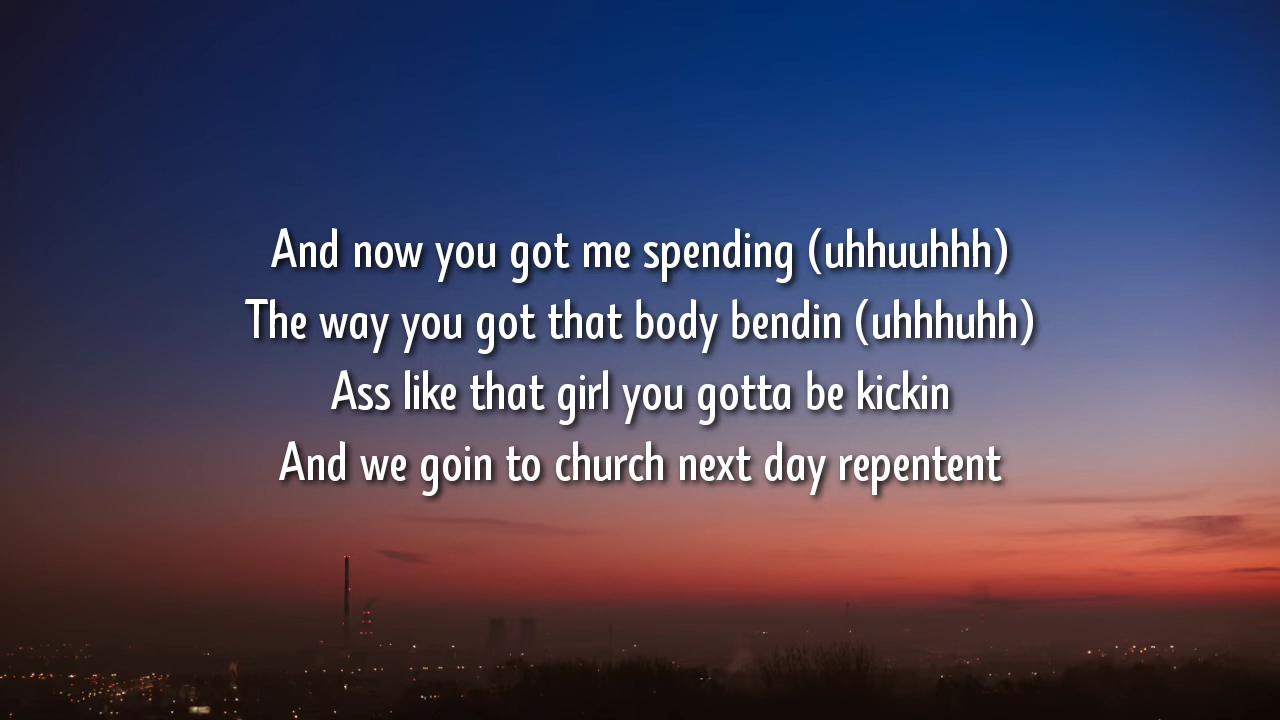 And now you got me spending (uhhuuhhh)
The way you got that body bendin (uhhhuhh)
Ass like that girl you gotta be kickin
And we goin to church next day repentent